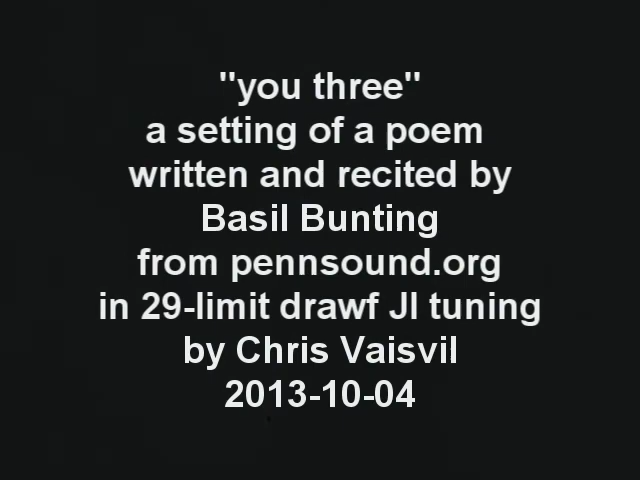 "you three"
a setting of a poem
written and recited by
Basil Bunting
from pennsound.org
in 29-limit drawf JI tuning
by Chris Vaisvil
2013-10-04